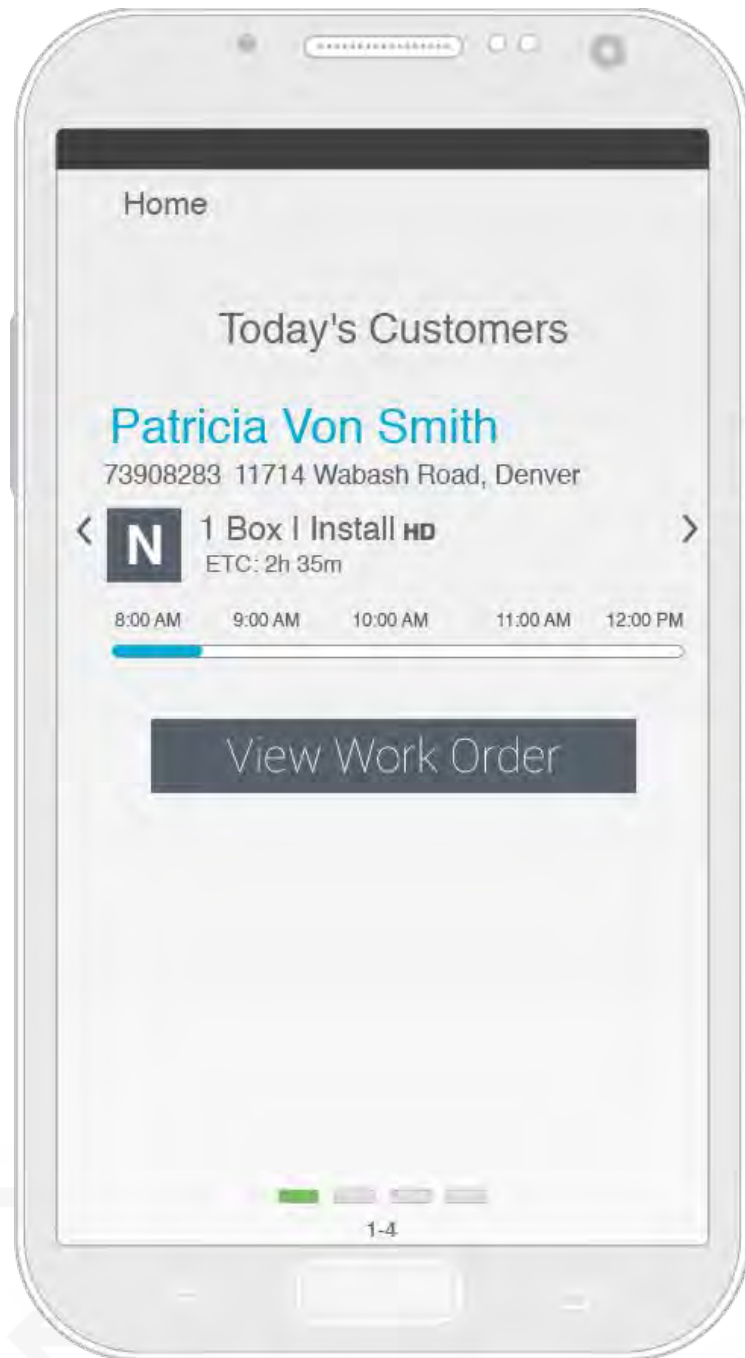 Home
Today's Customers
Patricia Von Smith
73908283 11714 Wabash Road, Denver
N
1 Box I Install HD
ETC: 2h 35m
8:00 AM 9:00 AM 10:00 AM 11:00 AM 12:00 PM
View Work Order
1-4